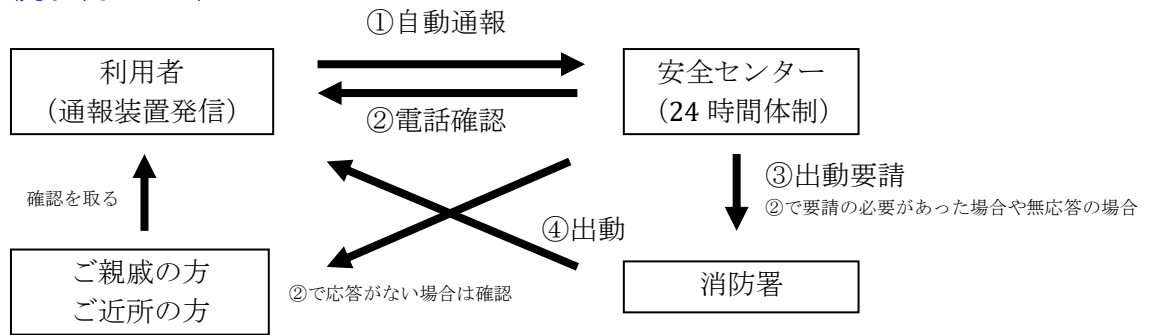 ①自動通報
利用者
(通報装置発信)
安全センター
(24 時間体制)
②電話確認
確認を取る
③出動要請
②で要請の必要があった場合や無応答の場合
④出動
ご親戚の方
ご近所の方
②で応答がない場合は確認
消防署